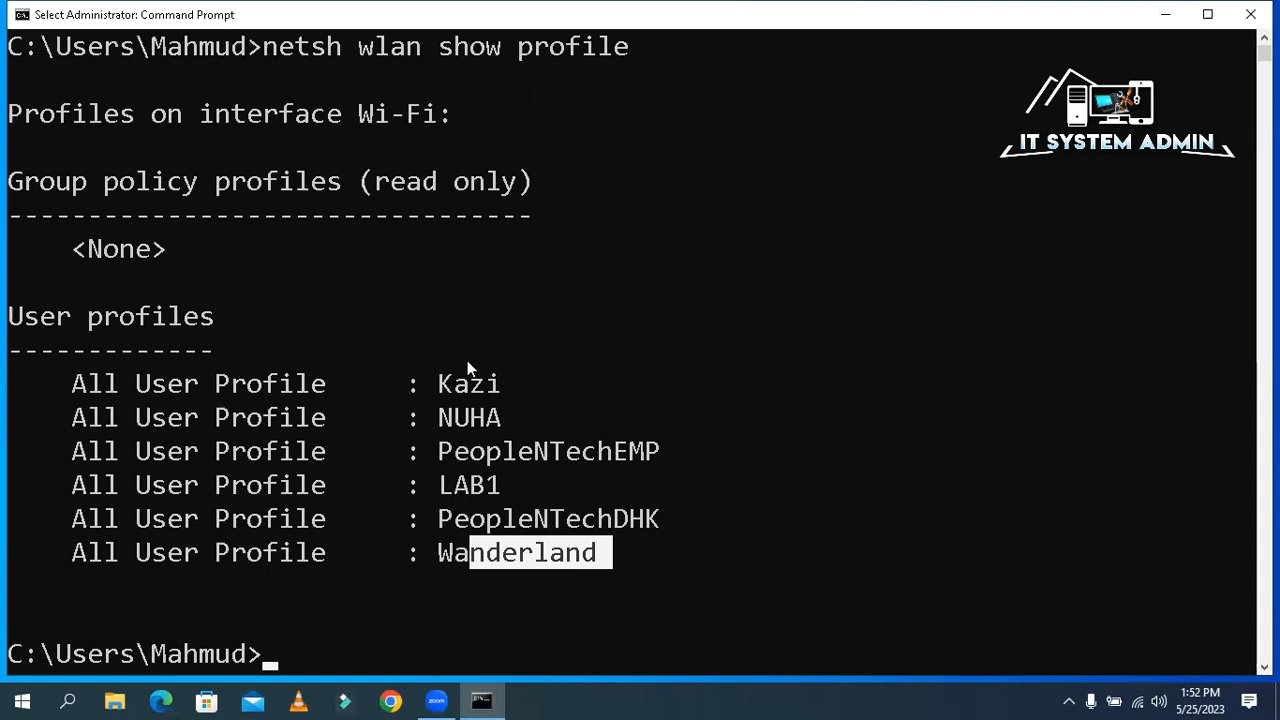 Select Administrator: Command Prompt
C:\Users\Mahmud>netsh wlan show profile
IT SYSTEM ADMIN
Profiles on interface Wi-Fi:
Group policy profiles (read only)
---------------------------------
<None>
User profiles
-------------
All User Profile     : Kazi
All User Profile     : NUHA
All User Profile     : PeopleNTechEMP
All User Profile     : LAB1
All User Profile     : PeopleNTechDHK
All User Profile     : Wanderland
C:\Users\Mahmud>
zoom
1:52 PM
5/25/2023